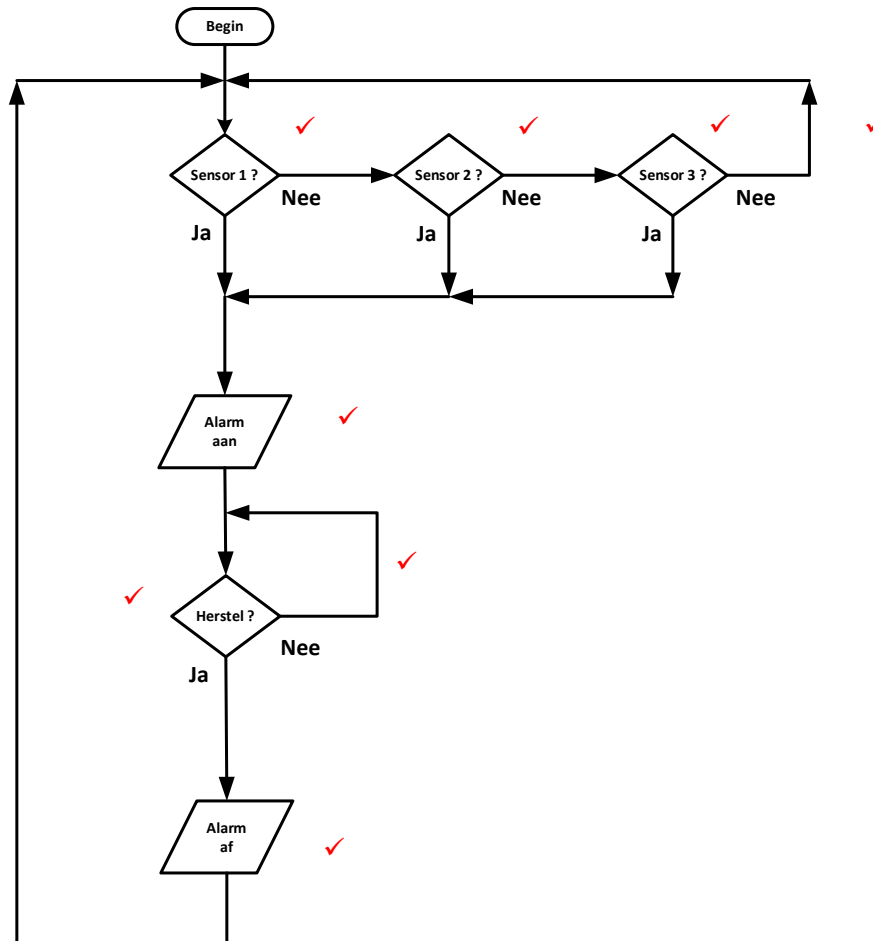 Begin
Sensor 1 ?
Nee
Sensor 2 ?
Nee
Sensor 3 ?
Nee
Ja
Ja
Ja
Alarm
aan
Herstel ?
Nee
Ja
Alarm
af